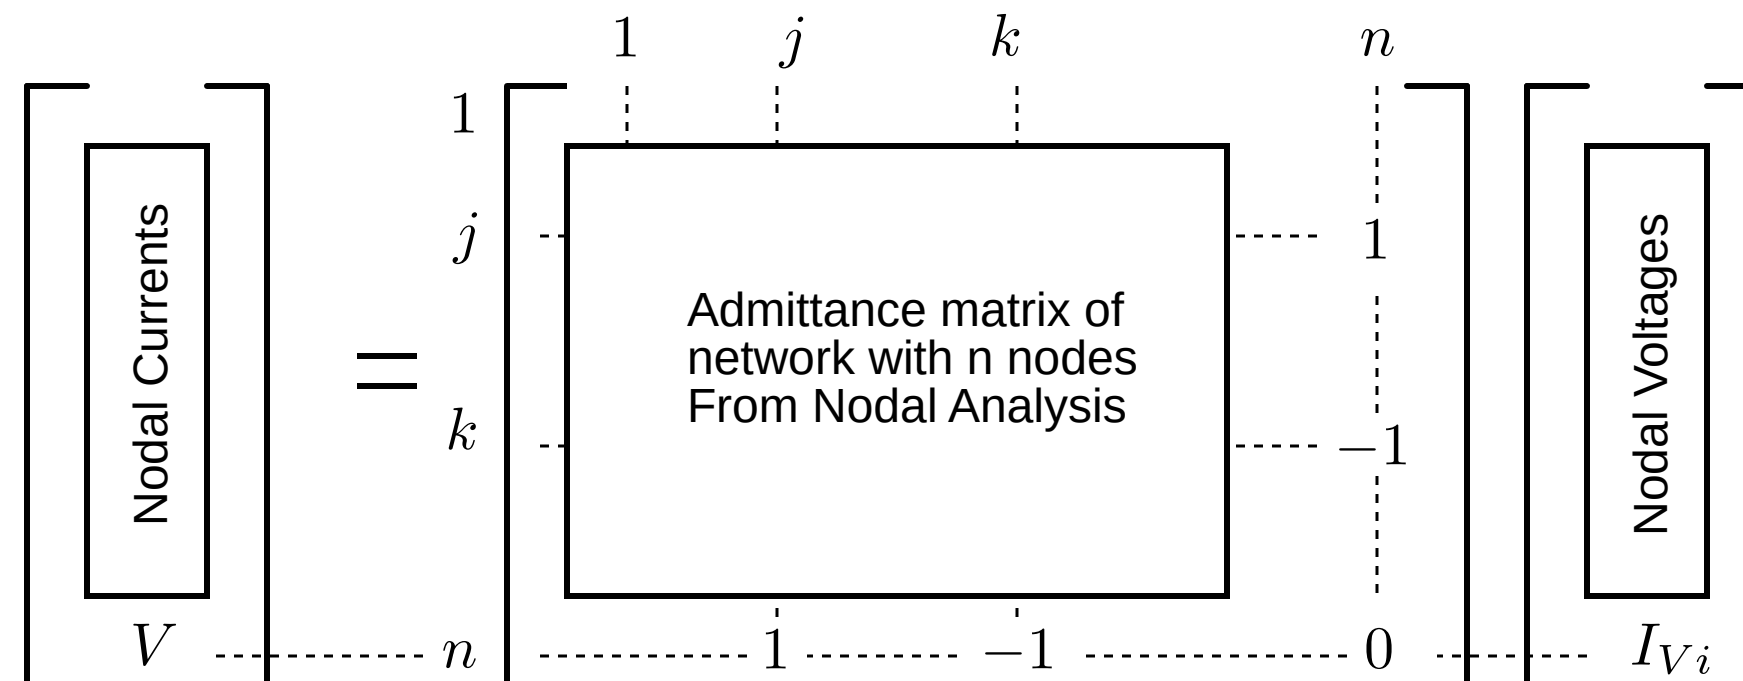 1 j k n
1
j 1
Nodal Currents
=
Admittance matrix of
network with n nodes
From Nodal Analysis
Nodal Voltages
k −1
V n 1 −1 0 I_{Vi}